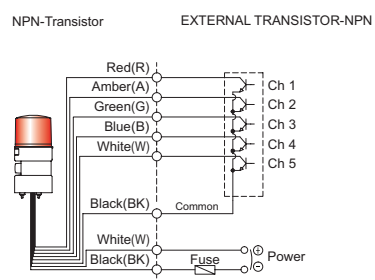 NPN-Transistor
EXTERNAL TRANSISTOR-NPN
Red(R)
Amber(A)
Green(G)
Blue(B)
White(W)
Ch 1
Ch 2
Ch 3
Ch 4
Ch 5
Black(BK)
Common
White(W)
Black(BK)
Fuse
⊕
⊖
Power